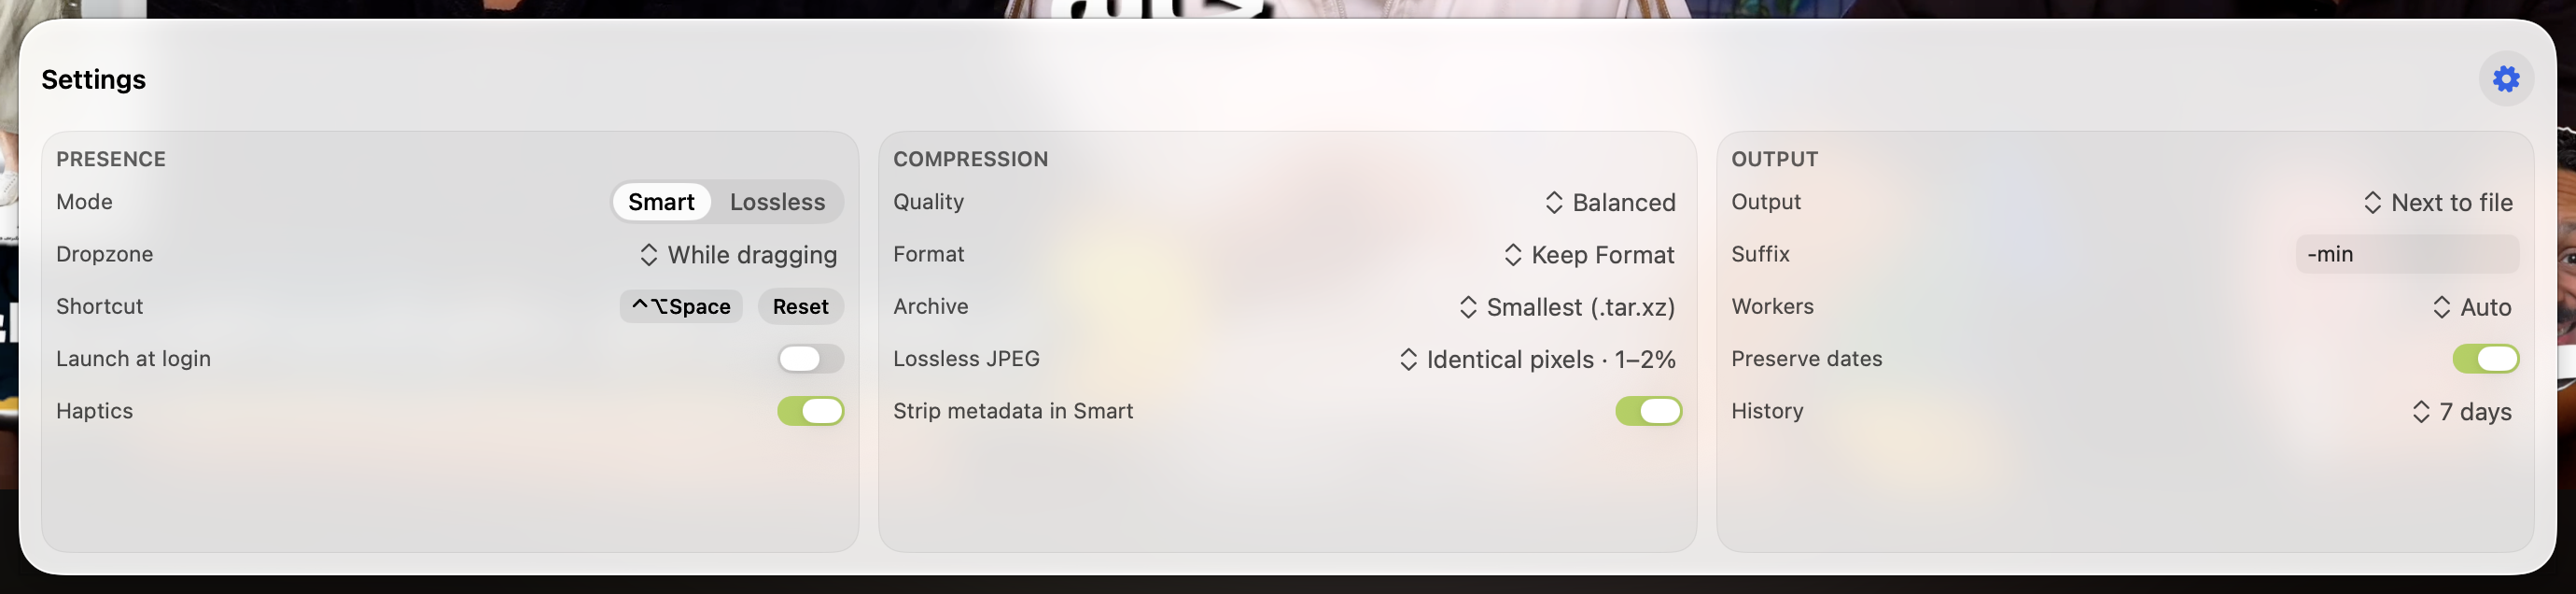 Settings
PRESENCE
Mode Smart Lossless
Dropzone While dragging
Shortcut ^⌥Space Reset
Launch at login
Haptics
COMPRESSION
Quality Balanced
Format Keep Format
Archive Smallest (.tar.xz)
Lossless JPEG Identical pixels · 1–2%
Strip metadata in Smart
OUTPUT
Output Next to file
Suffix -min
Workers Auto
Preserve dates
History 7 days